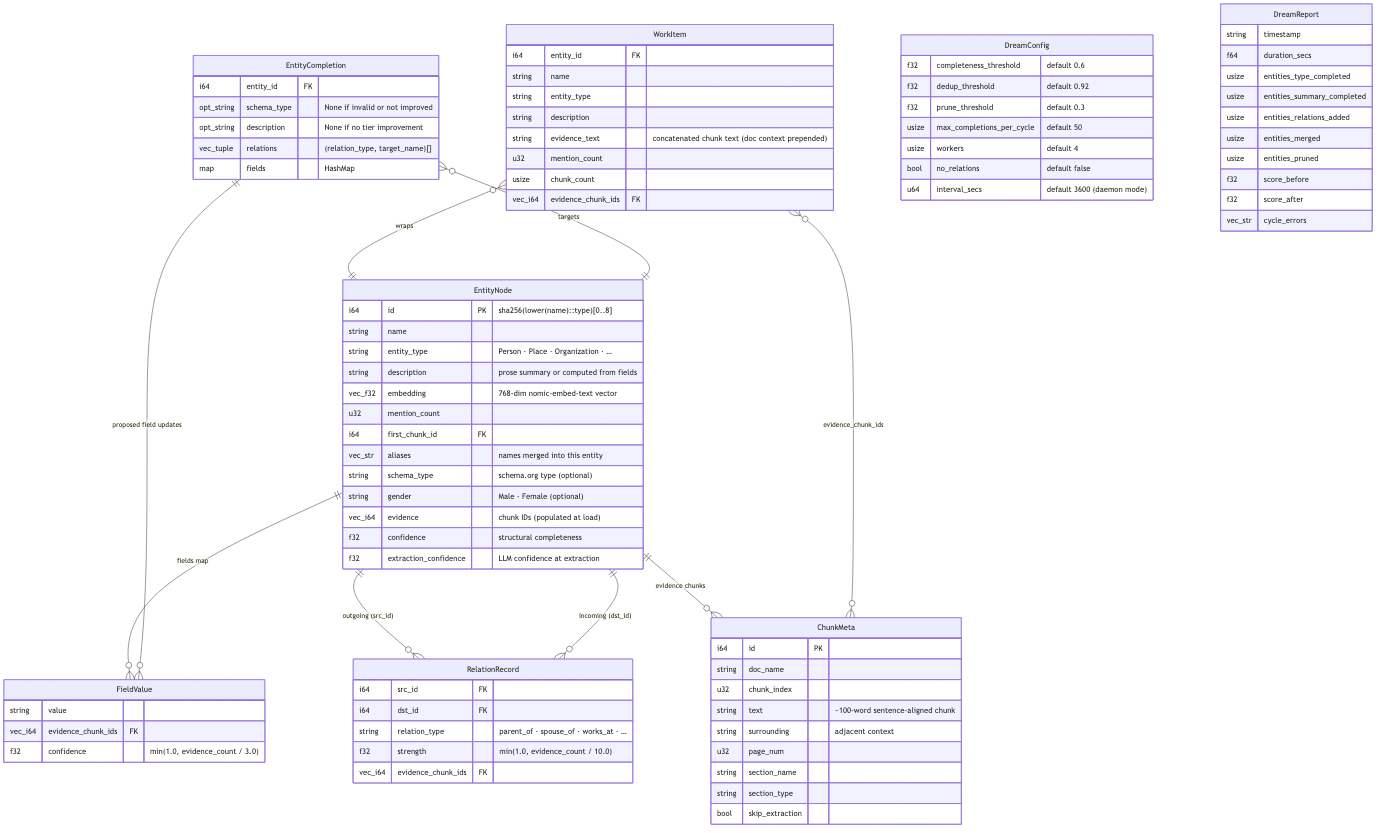 DreamReport
string timestamp
f64 duration_secs
usize entities_type_completed
usize entities_summary_completed
usize entities_relations_added
usize entities_merged
usize entities_pruned
f32 score_before
f32 score_after
vec_str cycle_errors
WorkItem
i64 entity_id FK
string name
string entity_type
string description
string evidence_text concatenated chunk text (doc context prepended)
u32 mention_count
usize chunk_count
vec_i64 evidence_chunk_ids FK
DreamConfig
f32 completeness_threshold default 0.6
f32 dedup_threshold default 0.92
f32 prune_threshold default 0.3
usize max_completions_per_cycle default 50
usize workers default 4
bool no_relations default false
u64 interval_secs default 3600 (daemon mode)
EntityCompletion
i64 entity_id FK
opt_string schema_type None if invalid or not improved
opt_string description None if no tier improvement
vec_tuple relations (relation_type, target_name)[]
map fields HashMap
targets
wraps
EntityNode
i64 id PK sha256(lower(name)::type)[0..8]
string name
string entity_type Person · Place · Organization · …
string description prose summary or computed from fields
vec_f32 embedding 768-dim nomic-embed-text vector
u32 mention_count
i64 first_chunk_id FK
vec_str aliases names merged into this entity
string schema_type schema.org type (optional)
string gender Male · Female (optional)
vec_i64 evidence chunk IDs (populated at load)
f32 confidence structural completeness
f32 extraction_confidence LLM confidence at extraction
proposed field updates
evidence_chunk_ids
fields map
evidence chunks
outgoing (src_id)
incoming (dst_id)
ChunkMeta
i64 id PK
string doc_name
u32 chunk_index
string text ~100-word sentence-aligned chunk
string surrounding adjacent context
u32 page_num
string section_name
string section_type
bool skip_extraction
RelationRecord
i64 src_id FK
i64 dst_id FK
string relation_type parent_of · spouse_of · works_at · …
f32 strength min(1.0, evidence_count / 10.0)
vec_i64 evidence_chunk_ids FK
FieldValue
string value
vec_i64 evidence_chunk_ids FK
f32 confidence min(1.0, evidence_count / 3.0)